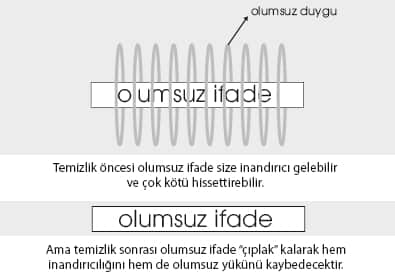 olumsuz duygu
olumsuz ifade
Temizlik öncesi olumsuz ifade size inandırıcı gelebilir
ve çok kötü hissettirebilir.
olumsuz ifade
Ama temizlik sonrası olumsuz ifade “çıplak” kalarak hem
inandırıcılığını hem de olumsuz yükünü kaybedecektir.